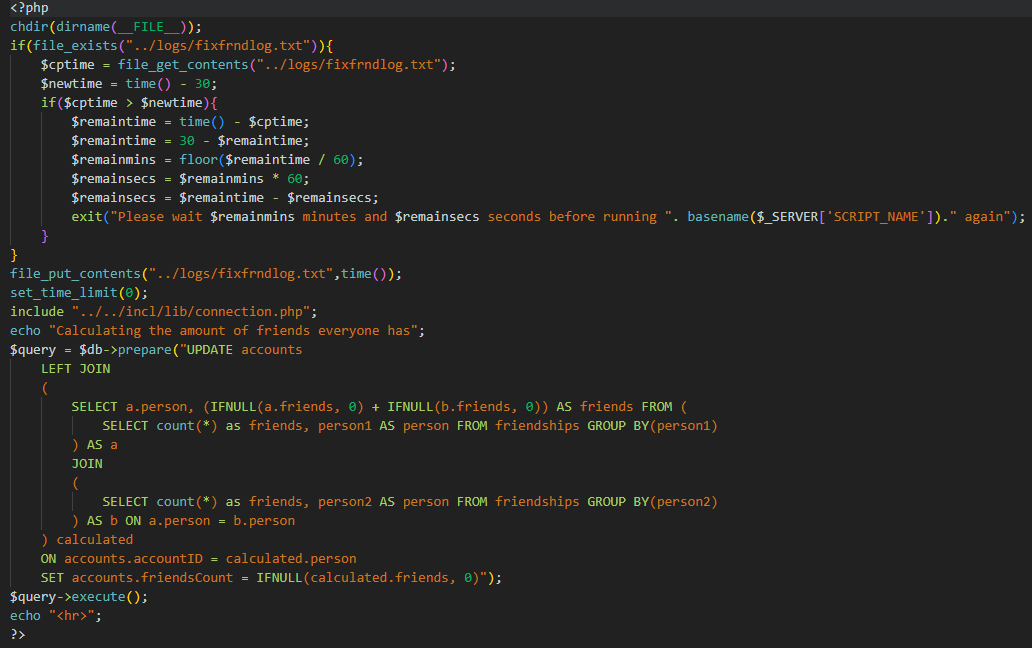 <?php
chdir(dirname(__FILE__));
if(file_exists("../logs/fixfrndlog.txt")){
    $cptime = file_get_contents("../logs/fixfrndlog.txt");
    $newtime = time() - 30;
    if($cptime > $newtime){
        $remaintime = time() - $cptime;
        $remaintime = 30 - $remaintime;
        $remainmins = floor($remaintime / 60);
        $remainsecs = $remainmins * 60;
        $remainsecs = $remaintime - $remainsecs;
        exit("Please wait $remainmins minutes and $remainsecs seconds before running ". basename($_SERVER['SCRIPT_NAME'])." again");
    }
}
file_put_contents("../logs/fixfrndlog.txt",time());
set_time_limit(0);
include "../../incl/lib/connection.php";
echo "Calculating the amount of friends everyone has";
$query = $db->prepare("UPDATE accounts
    LEFT JOIN
    (
        SELECT a.person, (IFNULL(a.friends, 0) + IFNULL(b.friends, 0)) AS friends FROM (
            SELECT count(*) as friends, person1 AS person FROM friendships GROUP BY(person1)
        ) AS a
        JOIN
        (
            SELECT count(*) as friends, person2 AS person FROM friendships GROUP BY(person2)
        ) AS b ON a.person = b.person
    ) calculated
    ON accounts.accountID = calculated.person
    SET accounts.friendsCount = IFNULL(calculated.friends, 0)");
$query->execute();
echo "<hr>";
?>